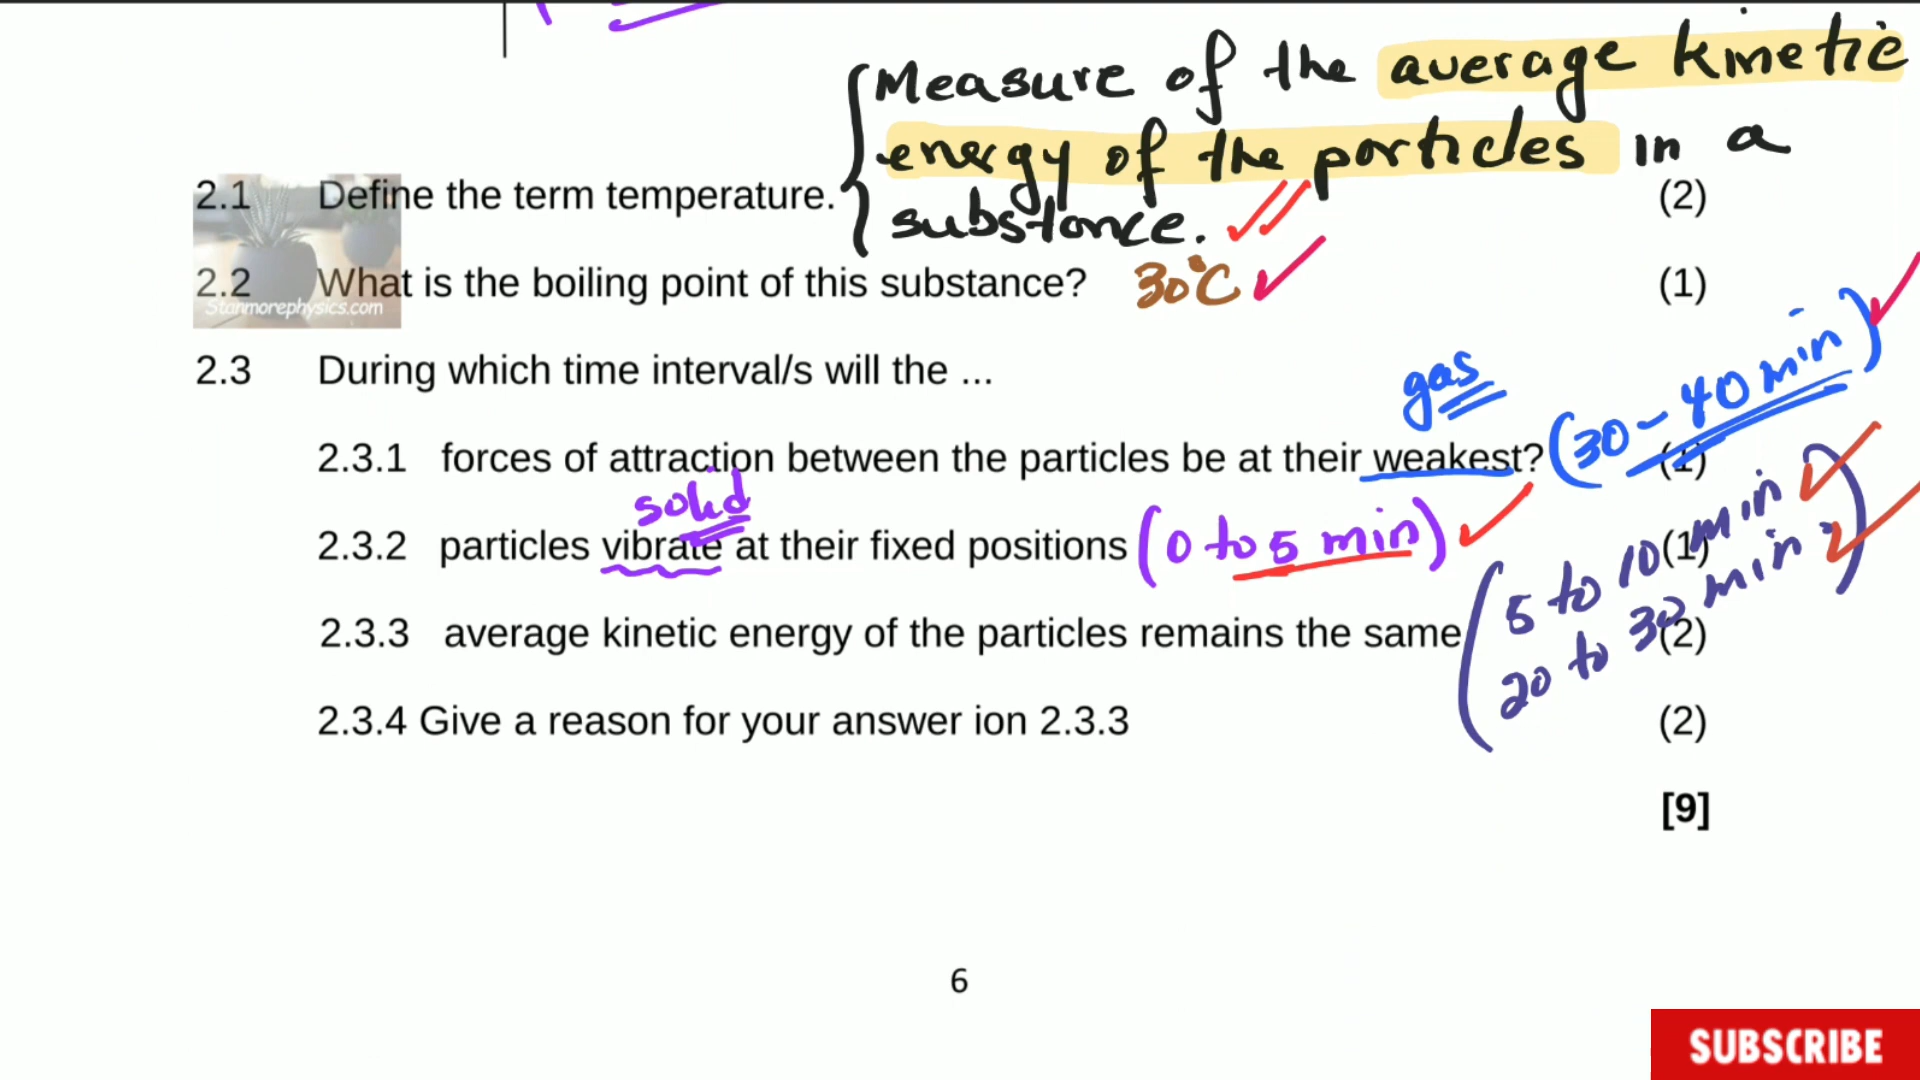 Measure of the average kinetic
energy of the particles in a
2.1 Define the term temperature. (2)
substance.
2.2 What is the boiling point of this substance? 30°C (1)
Stanmorephysics.com
2.3 During which time interval/s will the ...
gas
2.3.1 forces of attraction between the particles be at their weakest? (30 - 40 min) (1)
solid
2.3.2 particles vibrate at their fixed positions (0 to 5 min) (1)
(5 to 10 min
2.3.3 average kinetic energy of the particles remains the same (2)
20 to 30 min)
2.3.4 Give a reason for your answer ion 2.3.3 (2)
[9]
6
SUBSCRIBE